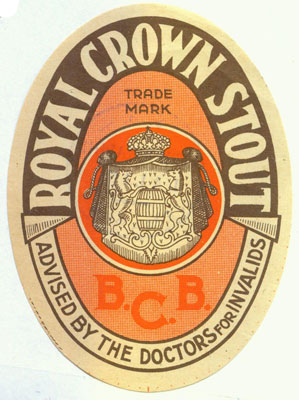 ROYAL CROWN STOUT
TRADE
MARK
B.C.B.
ADVISED BY THE DOCTORS FOR INVALIDS